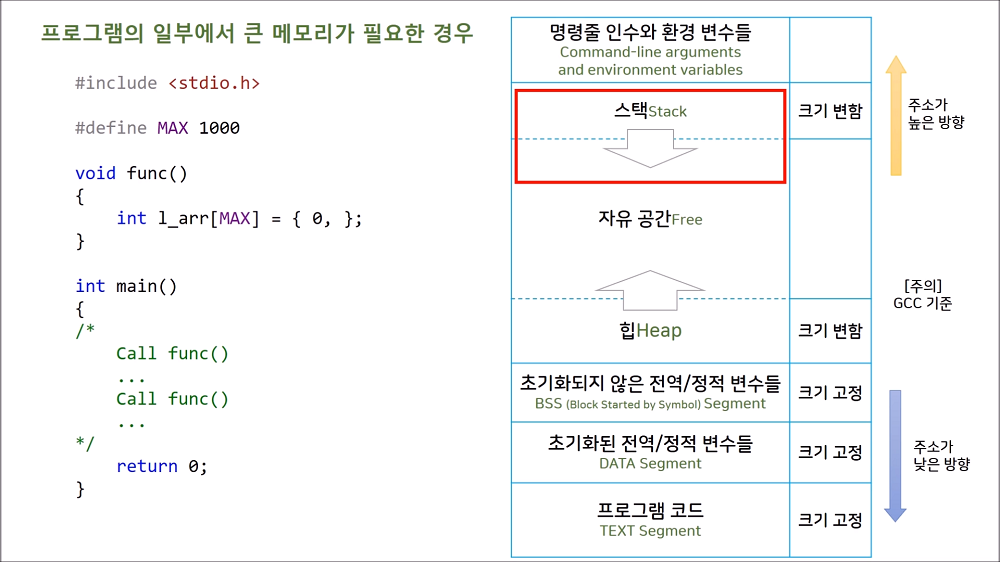 프로그램의 일부에서 큰 메모리가 필요한 경우
#include <stdio.h>
#define MAX 1000
void func()
{
    int l_arr[MAX] = { 0, };
}
int main()
{
/*
    Call func()
    ...
    Call func()
    ...
*/
    return 0;
}
명령줄 인수와 환경 변수들
Command-line arguments
and environment variables
스택Stack
크기 변함
자유 공간Free
힙Heap
크기 변함
초기화되지 않은 전역/정적 변수들
BSS (Block Started by Symbol) Segment
크기 고정
초기화된 전역/정적 변수들
DATA Segment
크기 고정
프로그램 코드
TEXT Segment
크기 고정
주소가
높은 방향
[주의]
GCC 기준
주소가
낮은 방향